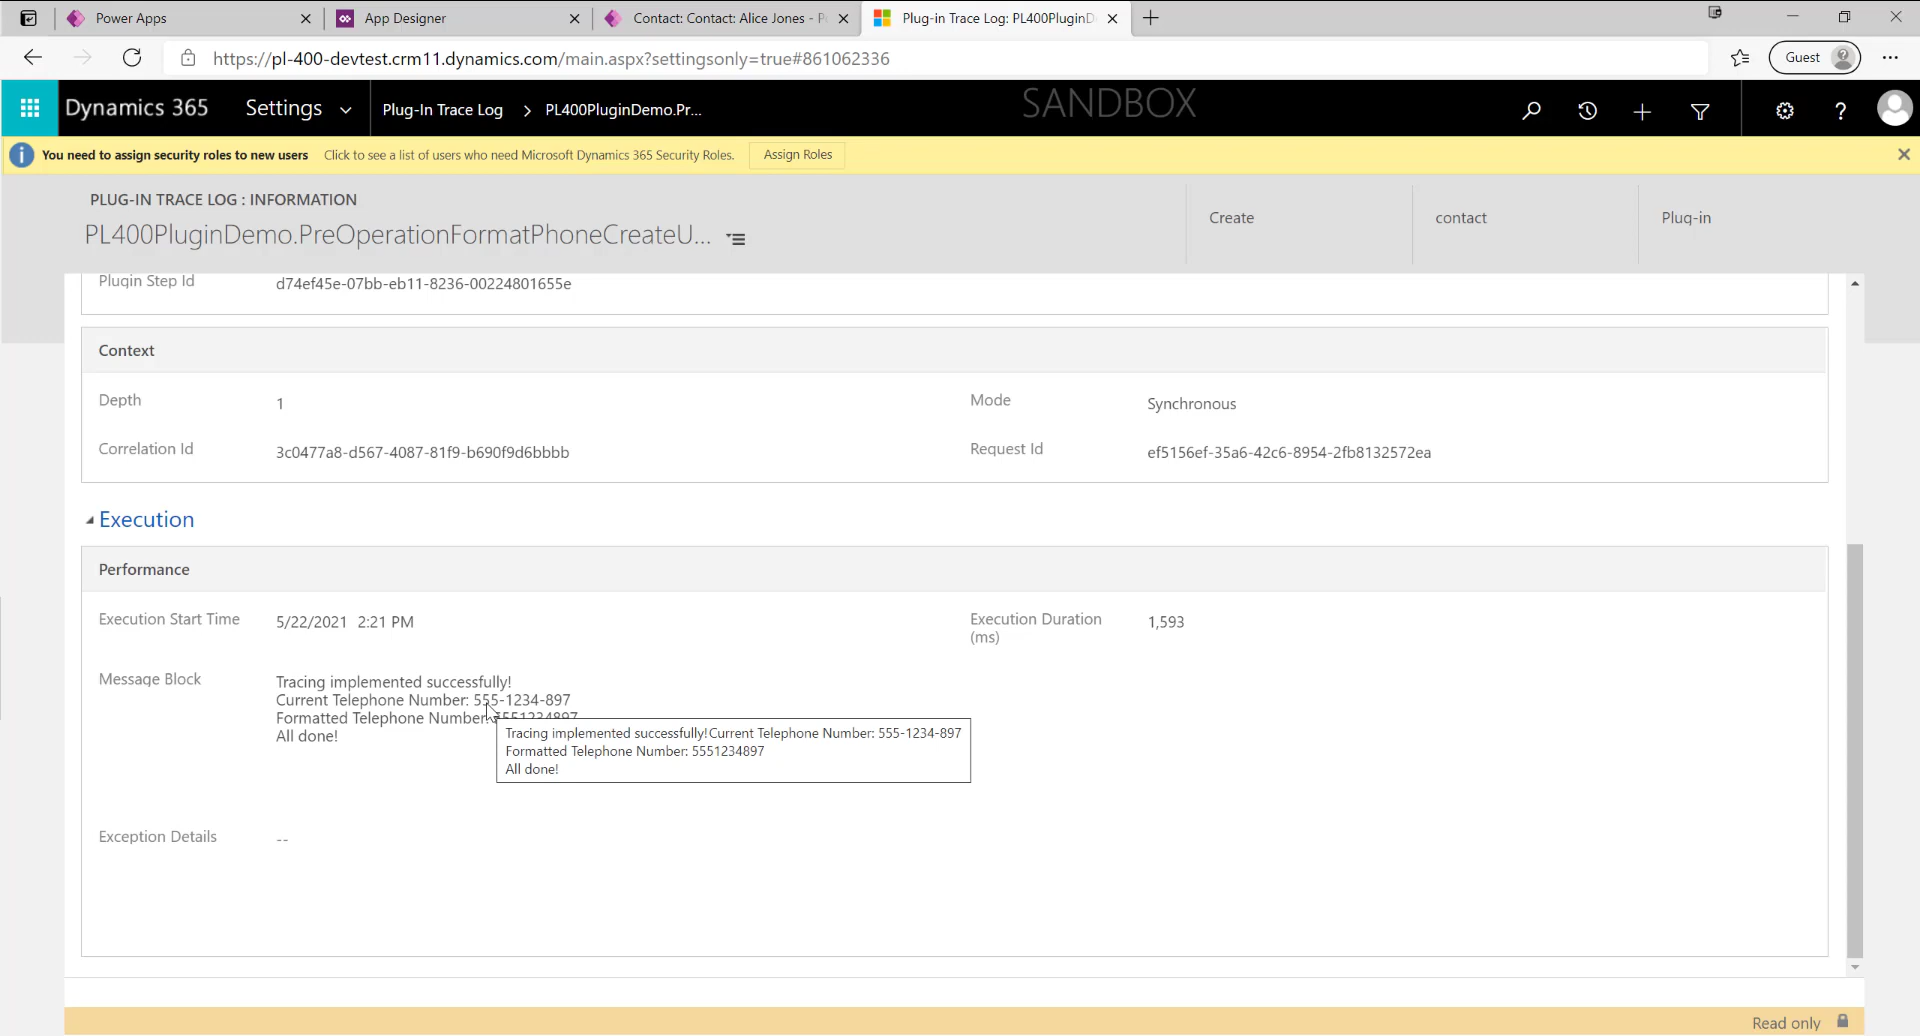 Power Apps
App Designer
Contact: Contact: Alice Jones - P
Plug-in Trace Log: PL400PluginD
https://pl-400-devtest.crm11.dynamics.com/main.aspx?settingsonly=true#861062336
Guest
Dynamics 365
Settings
Plug-In Trace Log
PL400PluginDemo.Pr...
SANDBOX
You need to assign security roles to new users
Click to see a list of users who need Microsoft Dynamics 365 Security Roles.
Assign Roles
PLUG-IN TRACE LOG : INFORMATION
PL400PluginDemo.PreOperationFormatPhoneCreateU...
Create
contact
Plug-in
Plugin Step Id
d74ef45e-07bb-eb11-8236-00224801655e
Context
Depth
1
Mode
Synchronous
Correlation Id
3c0477a8-d567-4087-81f9-b690f9d6bbbb
Request Id
ef5156ef-35a6-42c6-8954-2fb8132572ea
Execution
Performance
Execution Start Time
5/22/2021 2:21 PM
Execution Duration
(ms)
1,593
Message Block
Tracing implemented successfully!
Current Telephone Number: 555-1234-897
Formatted Telephone Number: 5551234897
All done!
Tracing implemented successfully!Current Telephone Number: 555-1234-897
Formatted Telephone Number: 5551234897
All done!
Exception Details
--
Read only